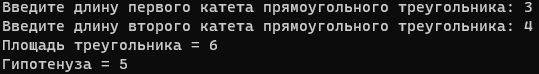 Введите длину первого катета прямоугольного треугольника: 3
Введите длину второго катета прямоугольного треугольника: 4
Площадь треугольника = 6
Гипотенуза = 5